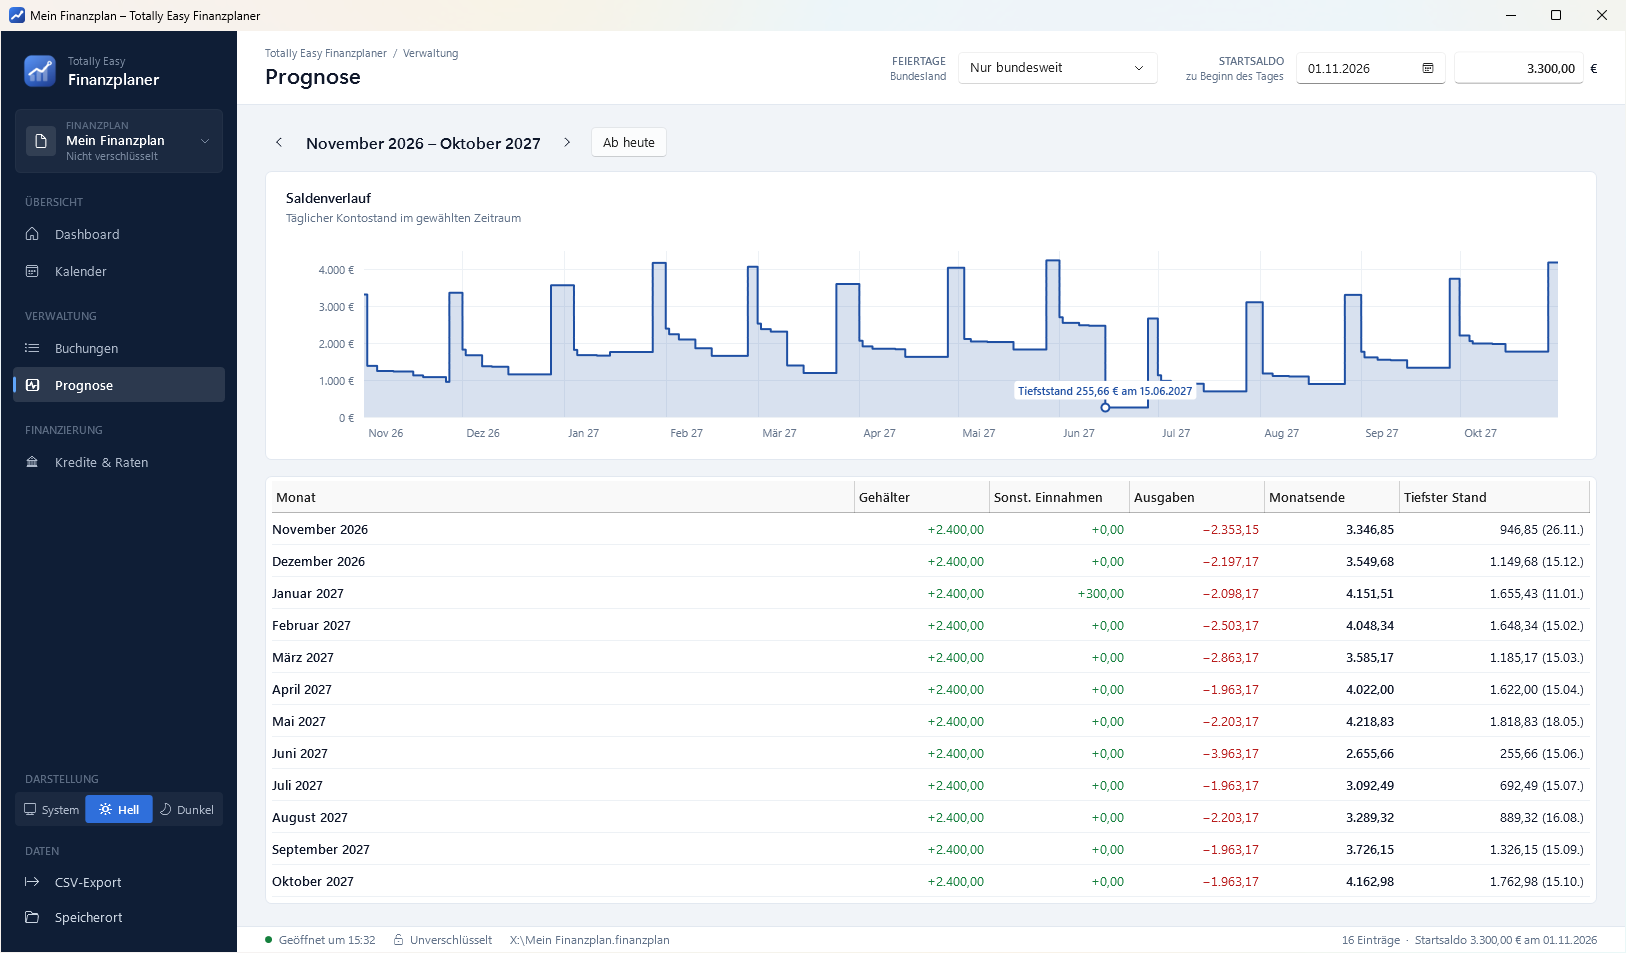 Mein Finanzplan – Totally Easy Finanzplaner
Totally Easy
Finanzplaner
FINANZPLAN
Mein Finanzplan
Nicht verschlüsselt
ÜBERSICHT
Dashboard
Kalender
VERWALTUNG
Buchungen
Prognose
FINANZIERUNG
Kredite & Raten
DARSTELLUNG
System Hell Dunkel
DATEN
CSV-Export
Speicherort
Totally Easy Finanzplaner / Verwaltung
Prognose
FEIERTAGE
Bundesland
Nur bundesweit
STARTSALDO
zu Beginn des Tages
01.11.2026
3.300,00 €
November 2026 – Oktober 2027
Ab heute
Saldenverlauf
Täglicher Kontostand im gewählten Zeitraum
4.000 €
3.000 €
2.000 €
1.000 €
0 €
Tiefststand 255,66 € am 15.06.2027
Nov 26 Dez 26 Jan 27 Feb 27 Mär 27 Apr 27 Mai 27 Jun 27 Jul 27 Aug 27 Sep 27 Okt 27
Monat Gehälter Sonst. Einnahmen Ausgaben Monatsende Tiefster Stand
November 2026 +2.400,00 +0,00 −2.353,15 3.346,85 946,85 (26.11.)
Dezember 2026 +2.400,00 +0,00 −2.197,17 3.549,68 1.149,68 (15.12.)
Januar 2027 +2.400,00 +300,00 −2.098,17 4.151,51 1.655,43 (11.01.)
Februar 2027 +2.400,00 +0,00 −2.503,17 4.048,34 1.648,34 (15.02.)
März 2027 +2.400,00 +0,00 −2.863,17 3.585,17 1.185,17 (15.03.)
April 2027 +2.400,00 +0,00 −1.963,17 4.022,00 1.622,00 (15.04.)
Mai 2027 +2.400,00 +0,00 −2.203,17 4.218,83 1.818,83 (18.05.)
Juni 2027 +2.400,00 +0,00 −3.963,17 2.655,66 255,66 (15.06.)
Juli 2027 +2.400,00 +0,00 −1.963,17 3.092,49 692,49 (15.07.)
August 2027 +2.400,00 +0,00 −2.203,17 3.289,32 889,32 (16.08.)
September 2027 +2.400,00 +0,00 −1.963,17 3.726,15 1.326,15 (15.09.)
Oktober 2027 +2.400,00 +0,00 −1.963,17 4.162,98 1.762,98 (15.10.)
Geöffnet um 15:32 Unverschlüsselt X:\Mein Finanzplan.finanzplan 16 Einträge · Startsaldo 3.300,00 € am 01.11.2026